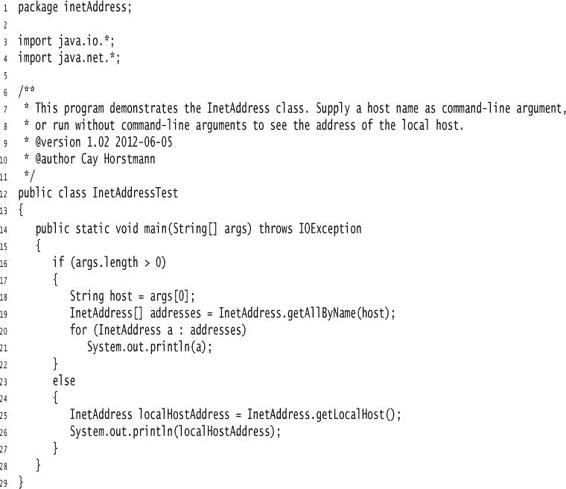 1 package inetAddress;
2
3 import java.io.*;
4 import java.net.*;
5
6 /**
7  * This program demonstrates the InetAddress class. Supply a host name as command-line argument,
8  * or run without command-line arguments to see the address of the local host.
9  * @version 1.02 2012-06-05
10  * @author Cay Horstmann
11  */
12 public class InetAddressTest
13 {
14    public static void main(String[] args) throws IOException
15    {
16       if (args.length > 0)
17       {
18          String host = args[0];
19          InetAddress[] addresses = InetAddress.getAllByName(host);
20          for (InetAddress a : addresses)
21             System.out.println(a);
22       }
23       else
24       {
25          InetAddress localHostAddress = InetAddress.getLocalHost();
26          System.out.println(localHostAddress);
27       }
28    }
29 }